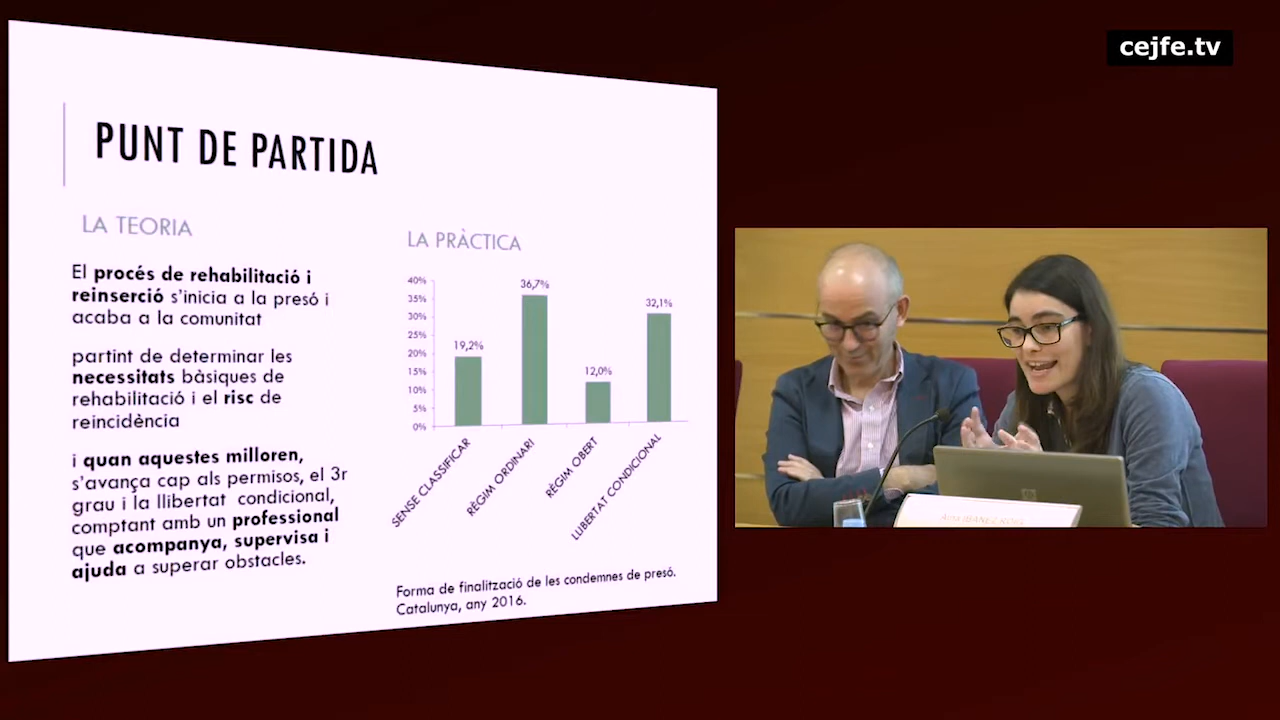 cejfe.tv
PUNT DE PARTIDA
LA TEORIA
El procés de rehabilitació i
reinserció s'inicia a la presó i
acaba a la comunitat
partint de determinar les
necessitats bàsiques de
rehabilitació i el risc de
reincidència
i quan aquestes milloren,
s'avança cap als permisos, el 3r
grau i la llibertat condicional,
comptant amb un professional
que acompanya, supervisa i
ajuda a superar obstacles.
LA PRÀCTICA
40%
35%
30%
25%
20%
15%
10%
5%
0%
19,2%
36,7%
12,0%
32,1%
SENSE CLASSIFICAR
RÈGIM ORDINARI
RÈGIM OBERT
LLIBERTAT CONDICIONAL
Forma de finalització de les condemnes de presó.
Catalunya, any 2016.